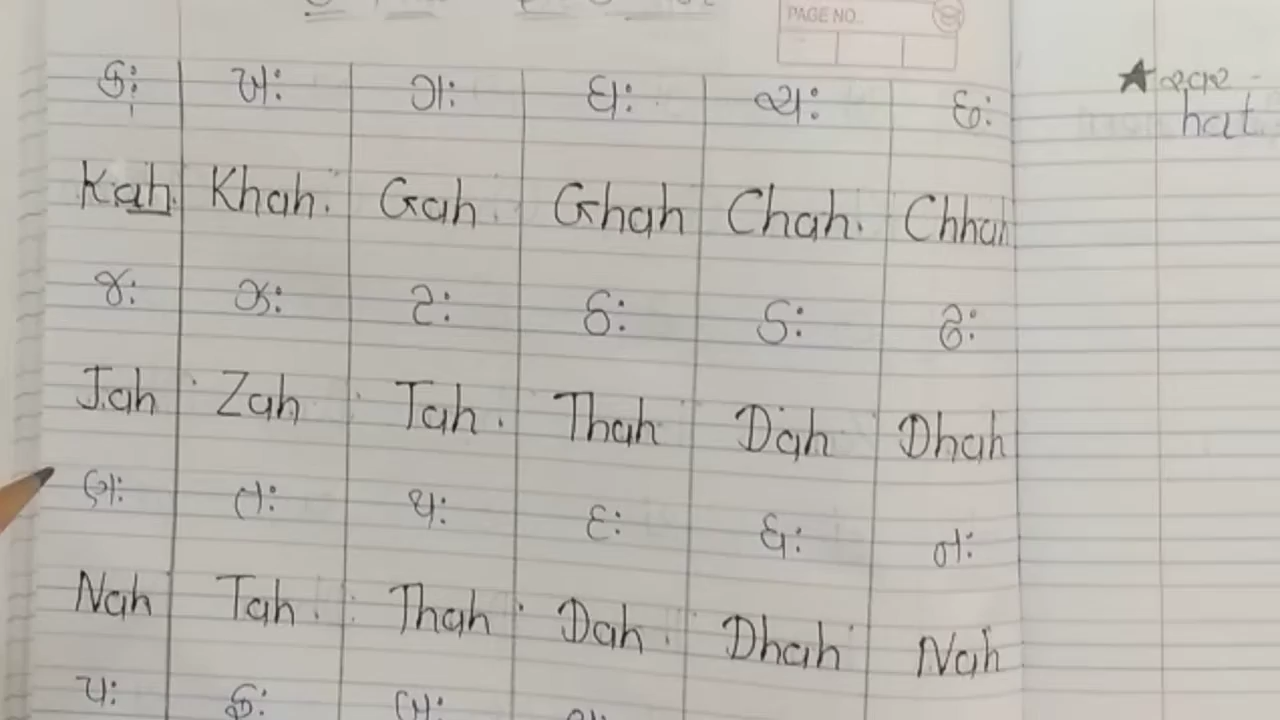 PAGE NO.
કઃ ખઃ ગઃ ઘઃ ચઃ છઃ
Kah. Khah. Gah. Ghah Chah. Chhah
જઃ ઝઃ ટઃ ઠઃ ડઃ ઢઃ
Jah Zah Tah. Thah Dah Dhah
ણઃ તઃ થઃ દઃ ધઃ નઃ
Nah Tah. Thah Dah. Dhah Nah
પઃ ફઃ બઃ
★ સ્વર -
hat